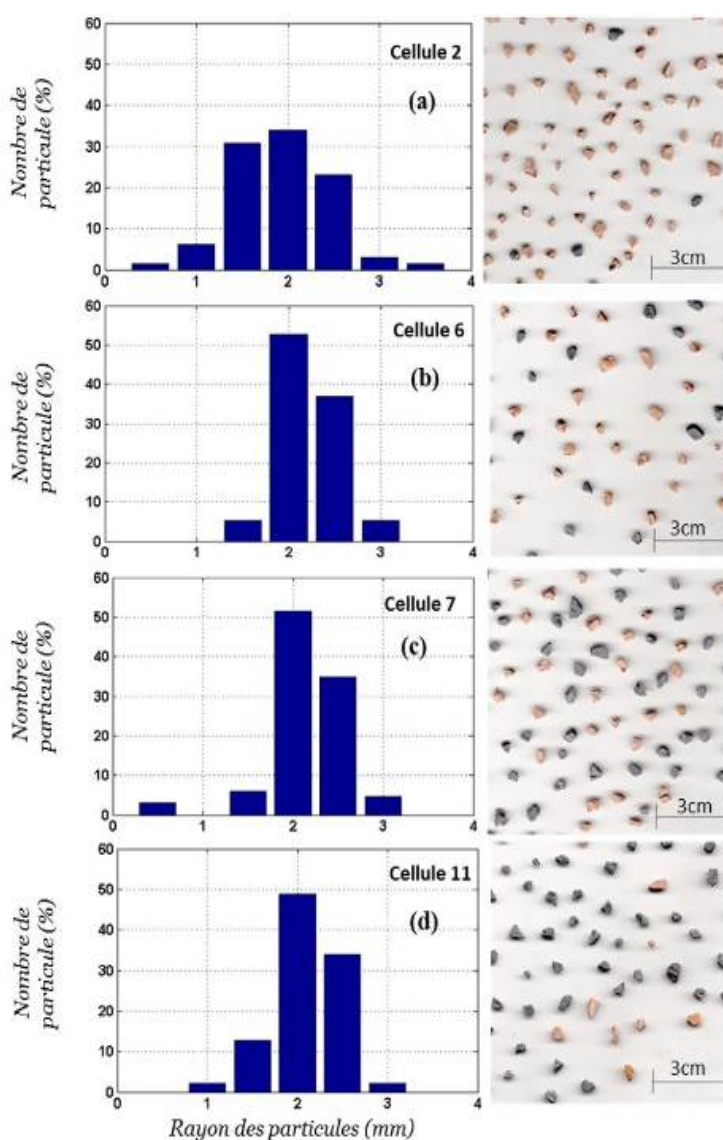 60
50
40
30
20
10
0
Nombre de
particule (%)
Cellule 2
(a)
0 1 2 3 4
3cm
60
50
40
30
20
10
0
Nombre de
particule (%)
Cellule 6
(b)
0 1 2 3 4
3cm
60
50
40
30
20
10
0
Nombre de
particule (%)
Cellule 7
(c)
0 1 2 3 4
3cm
60
50
40
30
20
10
0
Nombre de
particule (%)
Cellule 11
(d)
0 1 2 3 4
3cm
Rayon des particules (mm)